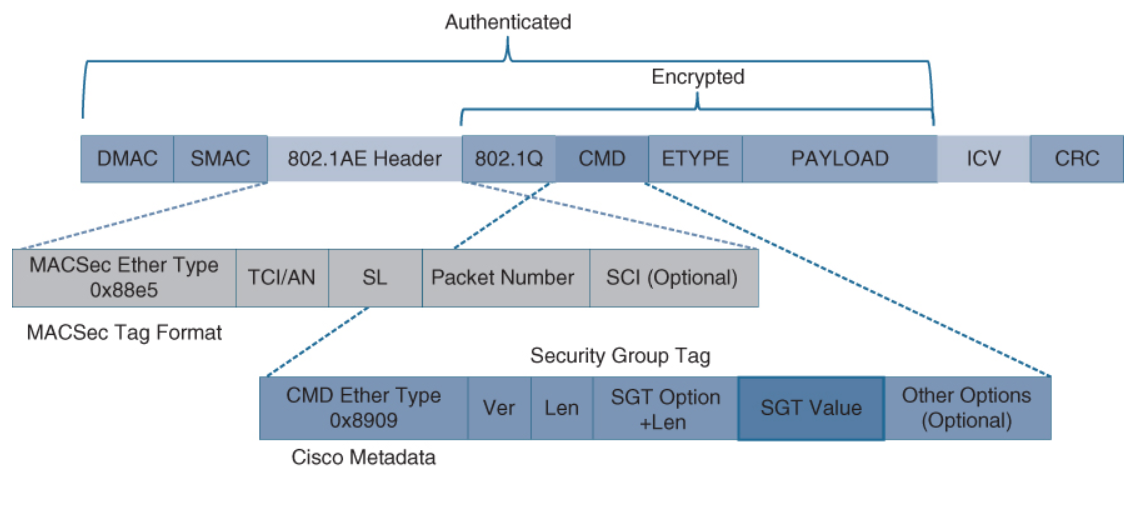 Authenticated
Encrypted
DMAC
SMAC
802.1AE Header
802.1Q
CMD
ETYPE
PAYLOAD
ICV
CRC
MACSec Ether Type
0x88e5
TCI/AN
SL
Packet Number
SCI (Optional)
MACSec Tag Format
Security Group Tag
CMD Ether Type
0x8909
Ver
Len
SGT Option
+Len
SGT Value
Other Options
(Optional)
Cisco Metadata